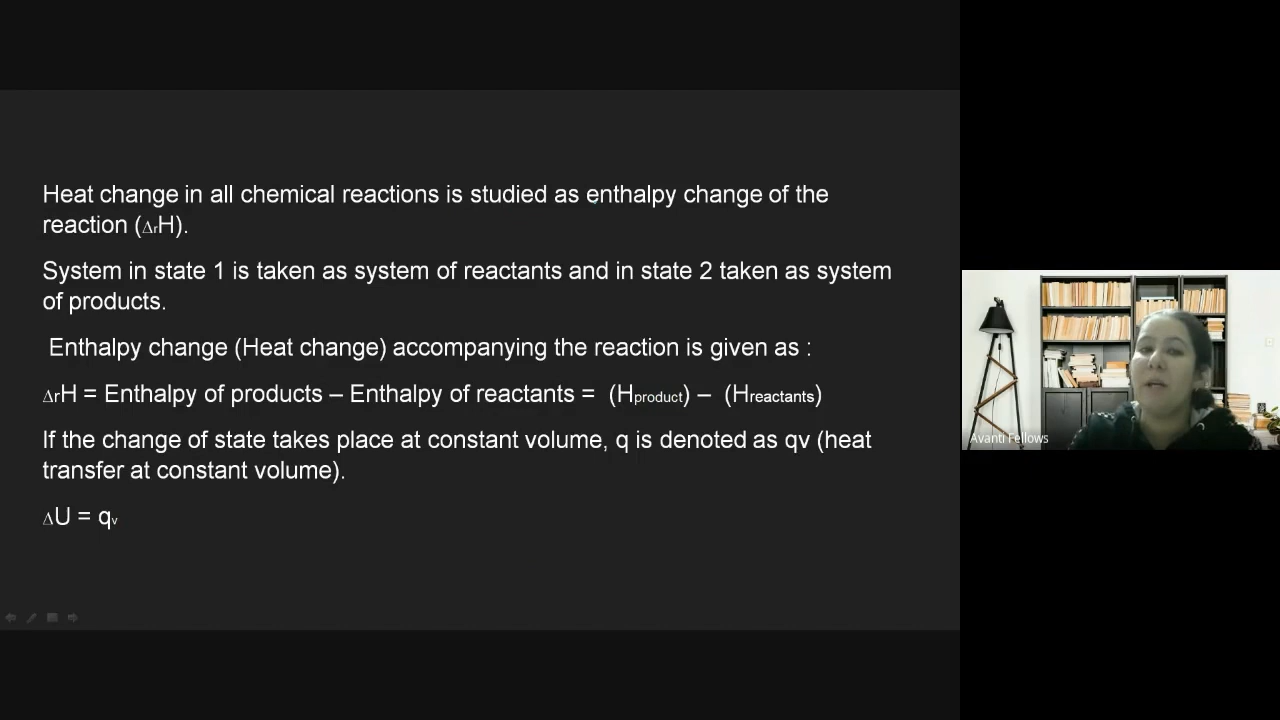 Heat change in all chemical reactions is studied as enthalpy change of the
reaction (ΔrH).
System in state 1 is taken as system of reactants and in state 2 taken as system
of products.
Enthalpy change (Heat change) accompanying the reaction is given as :
ΔrH = Enthalpy of products – Enthalpy of reactants = (Hproduct) – (Hreactants)
If the change of state takes place at constant volume, q is denoted as qv (heat
transfer at constant volume).
ΔU = qv
Avanti Fellows